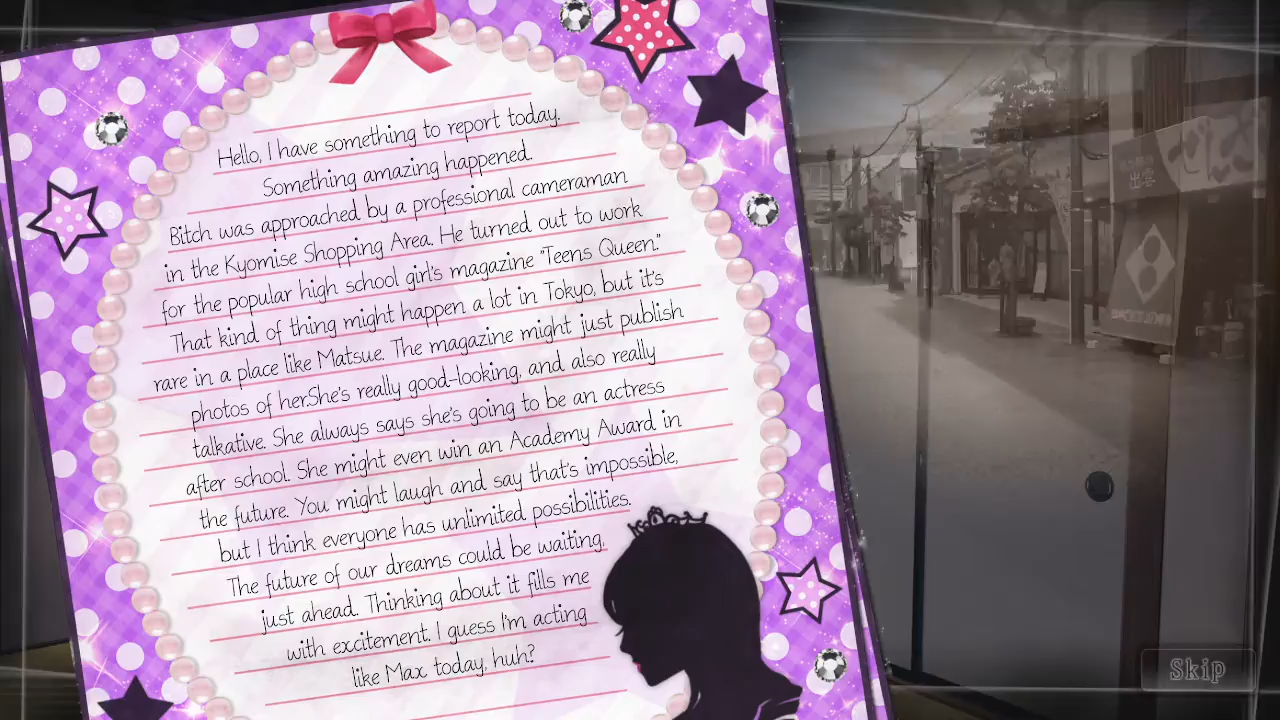 Hello, I have something to report today.
Something amazing happened.
Bitch was approached by a professional cameraman
in the Kyomise Shopping Area. He turned out to work
for the popular high school girls magazine "Teens Queen."
That kind of thing might happen a lot in Tokyo, but it's
rare in a place like Matsue. The magazine might just publish
photos of her.She's really good-looking, and also really
talkative. She always says she's going to be an actress
after school. She might even win an Academy Award in
the future. You might laugh and say that's impossible,
but I think everyone has unlimited possibilities.
The future of our dreams could be waiting,
just ahead. Thinking about it fills me
with excitement. I guess I'm acting
like Max today, huh?
Skip